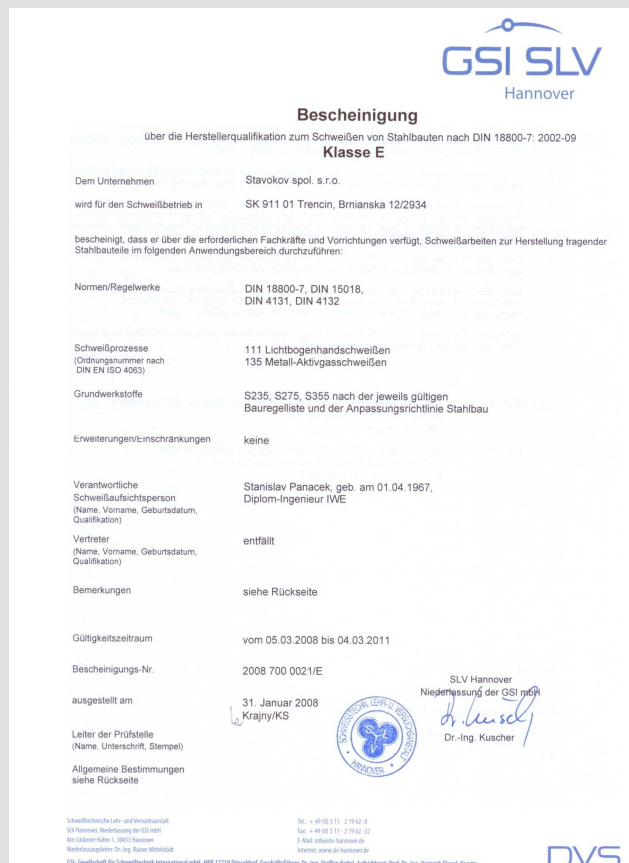 GSI SLV
Hannover
Bescheinigung
über die Herstellerqualifikation zum Schweißen von Stahlbauten nach DIN 18800-7: 2002-09
Klasse E
Dem Unternehmen Stavokov spol. s.r.o.
wird für den Schweißbetrieb in SK 911 01 Trencin, Brnianska 12/2934
bescheinigt, dass er über die erforderlichen Fachkräfte und Vorrichtungen verfügt, Schweißarbeiten zur Herstellung tragender
Stahlbauteile im folgenden Anwendungsbereich durchzuführen:
Normen/Regelwerke DIN 18800-7, DIN 15018,
DIN 4131, DIN 4132
Schweißprozesse 111 Lichtbogenhandschweißen
(Ordnungsnummer nach 135 Metall-Aktivgasschweißen
DIN EN ISO 4063)
Grundwerkstoffe S235, S275, S355 nach der jeweils gültigen
Bauregelliste und der Anpassungsrichtlinie Stahlbau
Erweiterungen/Einschränkungen keine
Verantwortliche Stanislav Panacek, geb. am 01.04.1967,
Schweißaufsichtsperson Diplom-Ingenieur IWE
(Name, Vorname, Geburtsdatum,
Qualifikation)
Vertreter entfällt
(Name, Vorname, Geburtsdatum,
Qualifikation)
Bemerkungen siehe Rückseite
Gültigkeitszeitraum vom 05.03.2008 bis 04.03.2011
Bescheinigungs-Nr. 2008 700 0021/E
SLV Hannover
Niederlassung der GSI mbH
ausgestellt am 31. Januar 2008
Krajny/KS
Dr.-Ing. Kuscher
Leiter der Prüfstelle
(Name, Unterschrift, Stempel)
SCHWEISSTECHN. LEHR- U. VERSUCHSANSTALT
HANNOVER
SLV
Allgemeine Bestimmungen
siehe Rückseite
Schweißtechnische Lehr- und Versuchsanstalt
SLV Hannover, Niederlassung der GSI mbH
Am Lindener Hafen 1, 30453 Hannover
Niederlassungsleiter: Dr.-Ing. Rainer Mittelstädt
Tel.: + 49 (0) 5 11 - 2 19 62 -0
Fax: + 49 (0) 5 11 - 2 19 62 -22
E-Mail: info@slv-hannover.de
Internet: www.slv-hannover.de
DVS